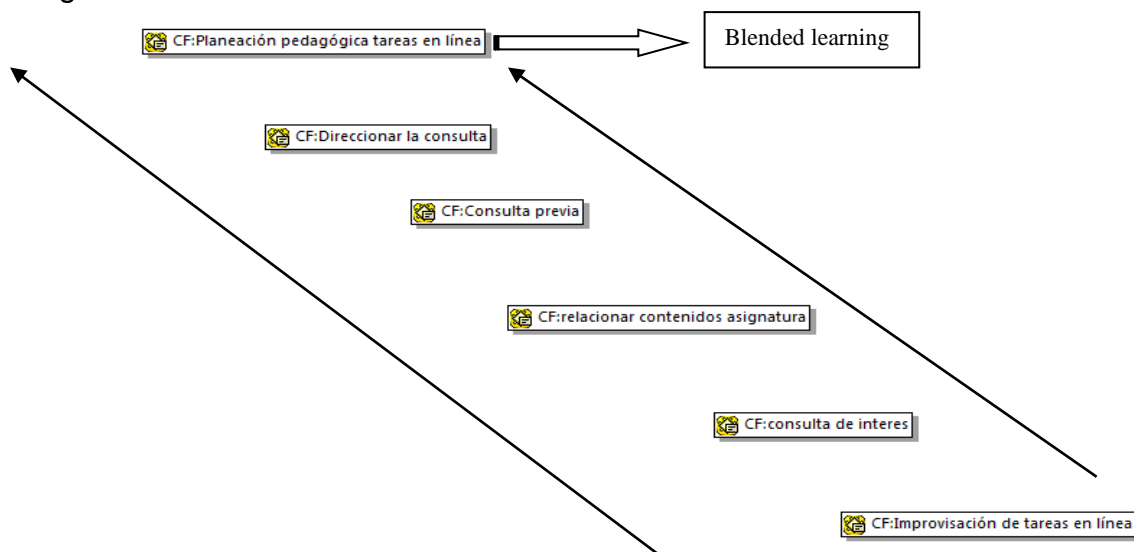 CF:Planeación pedagógica tareas en línea
Blended learning
CF:Direccionar la consulta
CF:Consulta previa
CF:relacionar contenidos asignatura
CF:consulta de interes
CF:Improvisación de tareas en línea